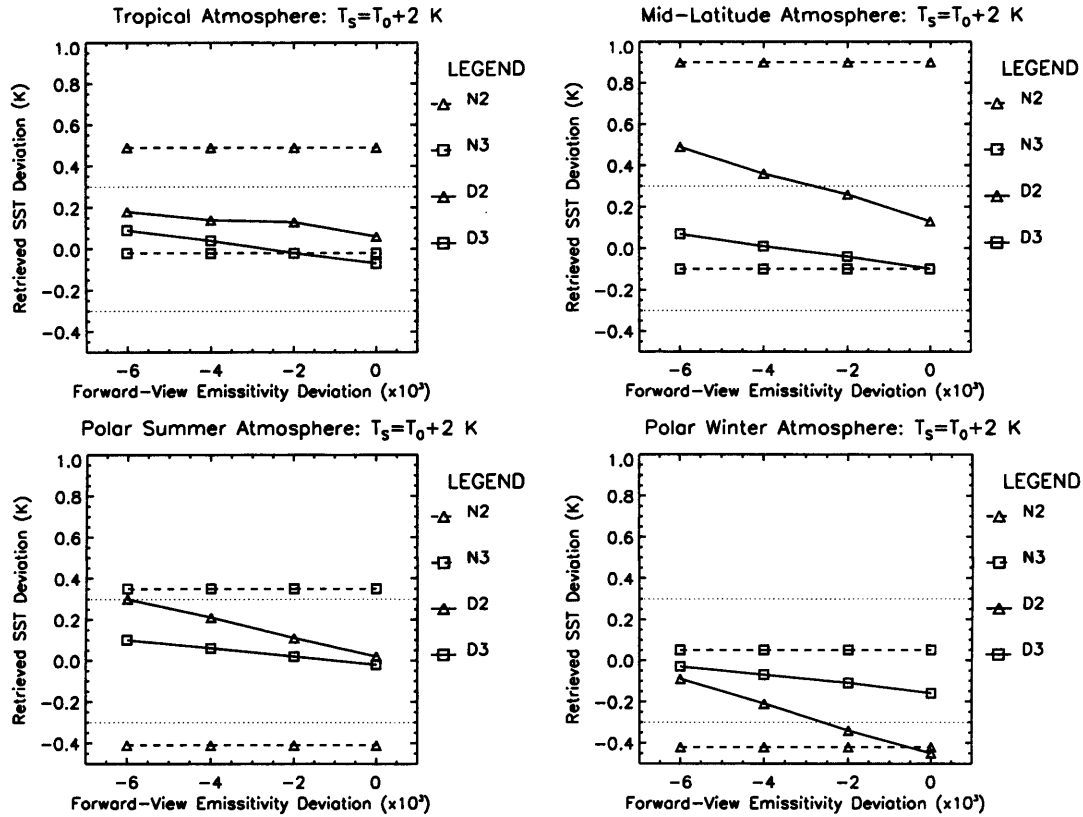 Tropical Atmosphere: Tₛ=T₀+2 K
1.0
0.8
0.6
0.4
0.2
0.0
−0.2
−0.4
Retrieved SST Deviation (K)
−6 −4 −2 0
Forward−View Emissitivity Deviation (x10³)
LEGEND
N2
N3
D2
D3
Mid−Latitude Atmosphere: Tₛ=T₀+2 K
1.0
0.8
0.6
0.4
0.2
0.0
−0.2
−0.4
Retrieved SST Deviation (K)
−6 −4 −2 0
Forward−View Emissitivity Deviation (x10³)
LEGEND
N2
N3
D2
D3
Polar Summer Atmosphere: Tₛ=T₀+2 K
1.0
0.8
0.6
0.4
0.2
0.0
−0.2
−0.4
Retrieved SST Deviation (K)
−6 −4 −2 0
Forward−View Emissitivity Deviation (x10³)
LEGEND
N2
N3
D2
D3
Polar Winter Atmosphere: Tₛ=T₀+2 K
1.0
0.8
0.6
0.4
0.2
0.0
−0.2
−0.4
Retrieved SST Deviation (K)
−6 −4 −2 0
Forward−View Emissitivity Deviation (x10³)
LEGEND
N2
N3
D2
D3